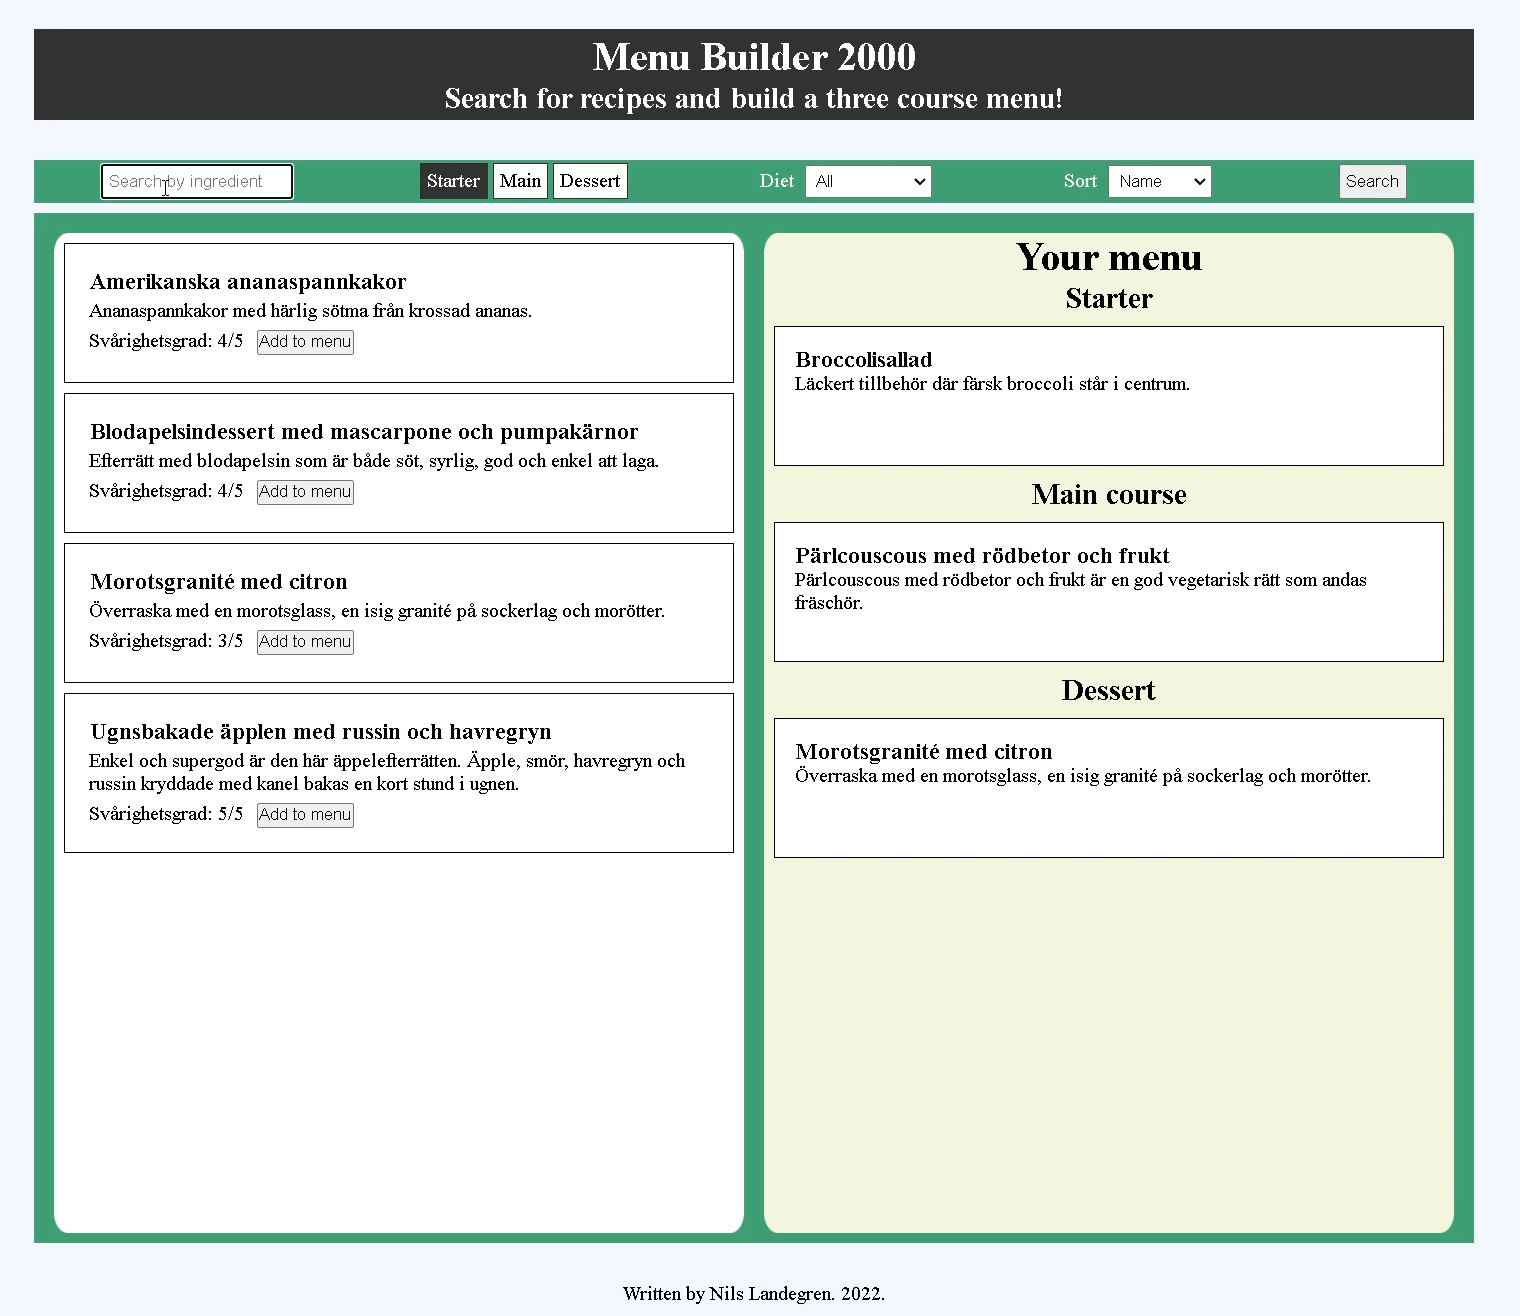 Menu Builder 2000
Search for recipes and build a three course menu!
Search by ingredient
Starter Main Dessert
Diet All
Sort Name
Search
Amerikanska ananaspannkakor
Ananaspannkakor med härlig sötma från krossad ananas.
Svårighetsgrad: 4/5 Add to menu
Blodapelsindessert med mascarpone och pumpakärnor
Efterrätt med blodapelsin som är både söt, syrlig, god och enkel att laga.
Svårighetsgrad: 4/5 Add to menu
Morotsgranité med citron
Överraska med en morotsglass, en isig granité på sockerlag och morötter.
Svårighetsgrad: 3/5 Add to menu
Ugnsbakade äpplen med russin och havregryn
Enkel och supergod är den här äppelefterrätten. Äpple, smör, havregryn och
russin kryddade med kanel bakas en kort stund i ugnen.
Svårighetsgrad: 5/5 Add to menu
Your menu
Starter
Broccolisallad
Läckert tillbehör där färsk broccoli står i centrum.
Main course
Pärlcouscous med rödbetor och frukt
Pärlcouscous med rödbetor och frukt är en god vegetarisk rätt som andas
fräschör.
Dessert
Morotsgranité med citron
Överraska med en morotsglass, en isig granité på sockerlag och morötter.
Written by Nils Landegren. 2022.